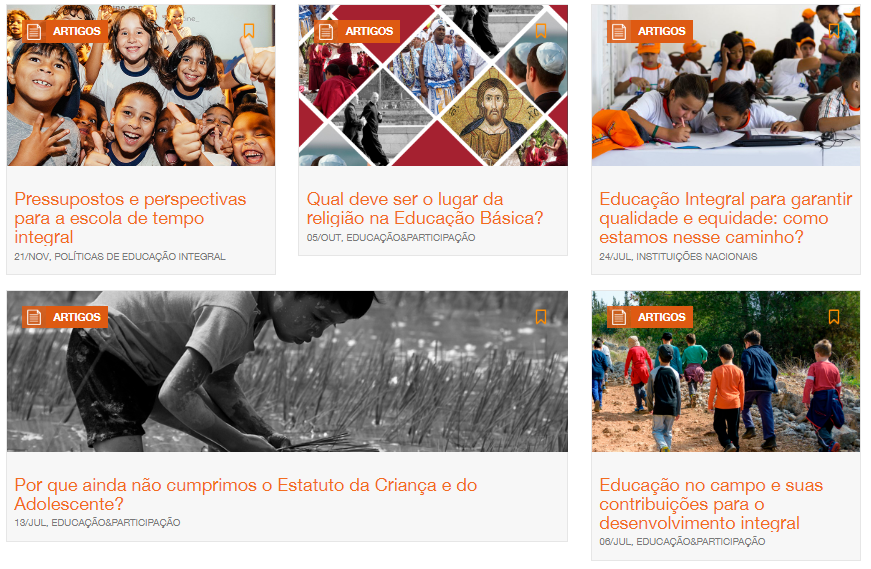 ARTIGOS
Pressupostos e perspectivas
para a escola de tempo
integral
21/NOV, POLÍTICAS DE EDUCAÇÃO INTEGRAL
ARTIGOS
Qual deve ser o lugar da
religião na Educação Básica?
05/OUT, EDUCAÇÃO&PARTICIPAÇÃO
ARTIGOS
Educação Integral para garantir
qualidade e equidade: como
estamos nesse caminho?
24/JUL, INSTITUIÇÕES NACIONAIS
ARTIGOS
Por que ainda não cumprimos o Estatuto da Criança e do
Adolescente?
13/JUL, EDUCAÇÃO&PARTICIPAÇÃO
ARTIGOS
Educação no campo e suas
contribuições para o
desenvolvimento integral
06/JUL, EDUCAÇÃO&PARTICIPAÇÃO